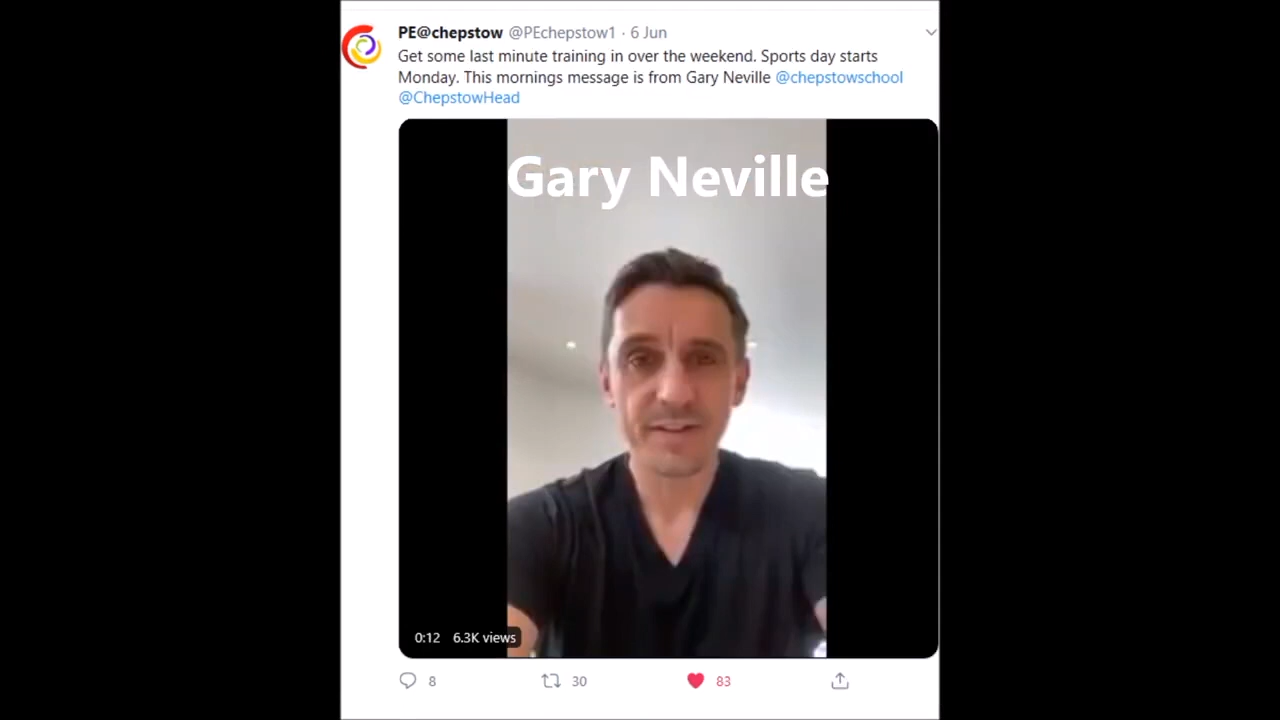 PE@chepstow @PEchepstow1 · 6 Jun
Get some last minute training in over the weekend. Sports day starts
Monday. This mornings message is from Gary Neville @chepstowschool
@ChepstowHead
Gary Neville
0:12 6.3K views
8 30 83